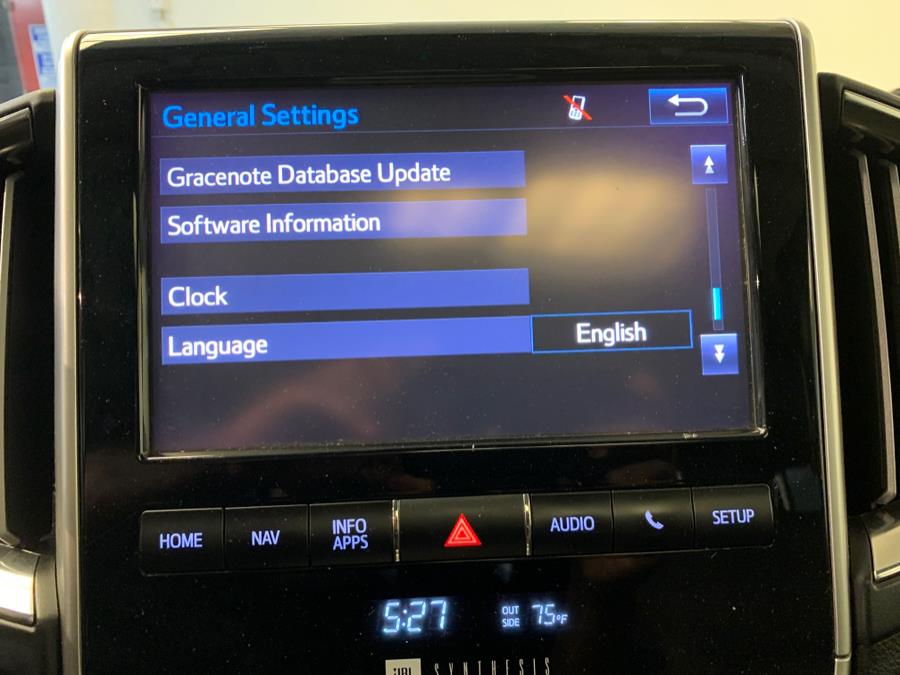 General Settings
Gracenote Database Update
Software Information
Clock
Language English
HOME NAV INFO APPS AUDIO SETUP
5:27 OUT SIDE 75°F
JBL SYNTHESIS